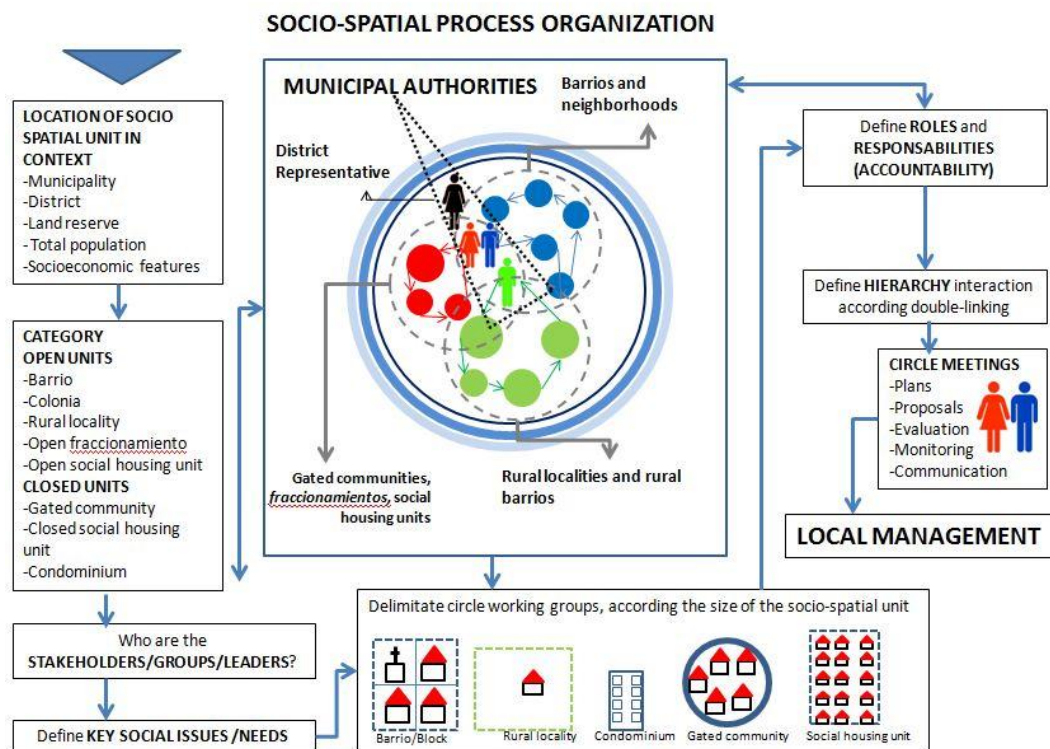 SOCIO-SPATIAL PROCESS ORGANIZATION
LOCATION OF SOCIO
SPATIAL UNIT IN
CONTEXT
-Municipality
-District
-Land reserve
-Total population
-Socioeconomic features
CATEGORY
OPEN UNITS
-Barrio
-Colonia
-Rural locality
-Open fraccionamiento
-Open social housing unit
CLOSED UNITS
-Gated community
-Closed social housing
unit
-Condominium
Who are the
STAKEHOLDERS/GROUPS/LEADERS?
Define KEY SOCIAL ISSUES /NEEDS
MUNICIPAL AUTHORITIES
Barrios and
neighborhoods
District
Representative
Gated communities,
fraccionamientos, social
housing units
Rural localities and rural
barrios
Delimitate circle working groups, according the size of the socio-spatial unit
Barrio/Block
Rural locality
Condominium
Gated community
Social housing unit
Define ROLES and
RESPONSABILITIES
(ACCOUNTABILITY)
Define HIERARCHY interaction
according double-linking
CIRCLE MEETINGS
-Plans
-Proposals
-Evaluation
-Monitoring
-Communication
LOCAL MANAGEMENT